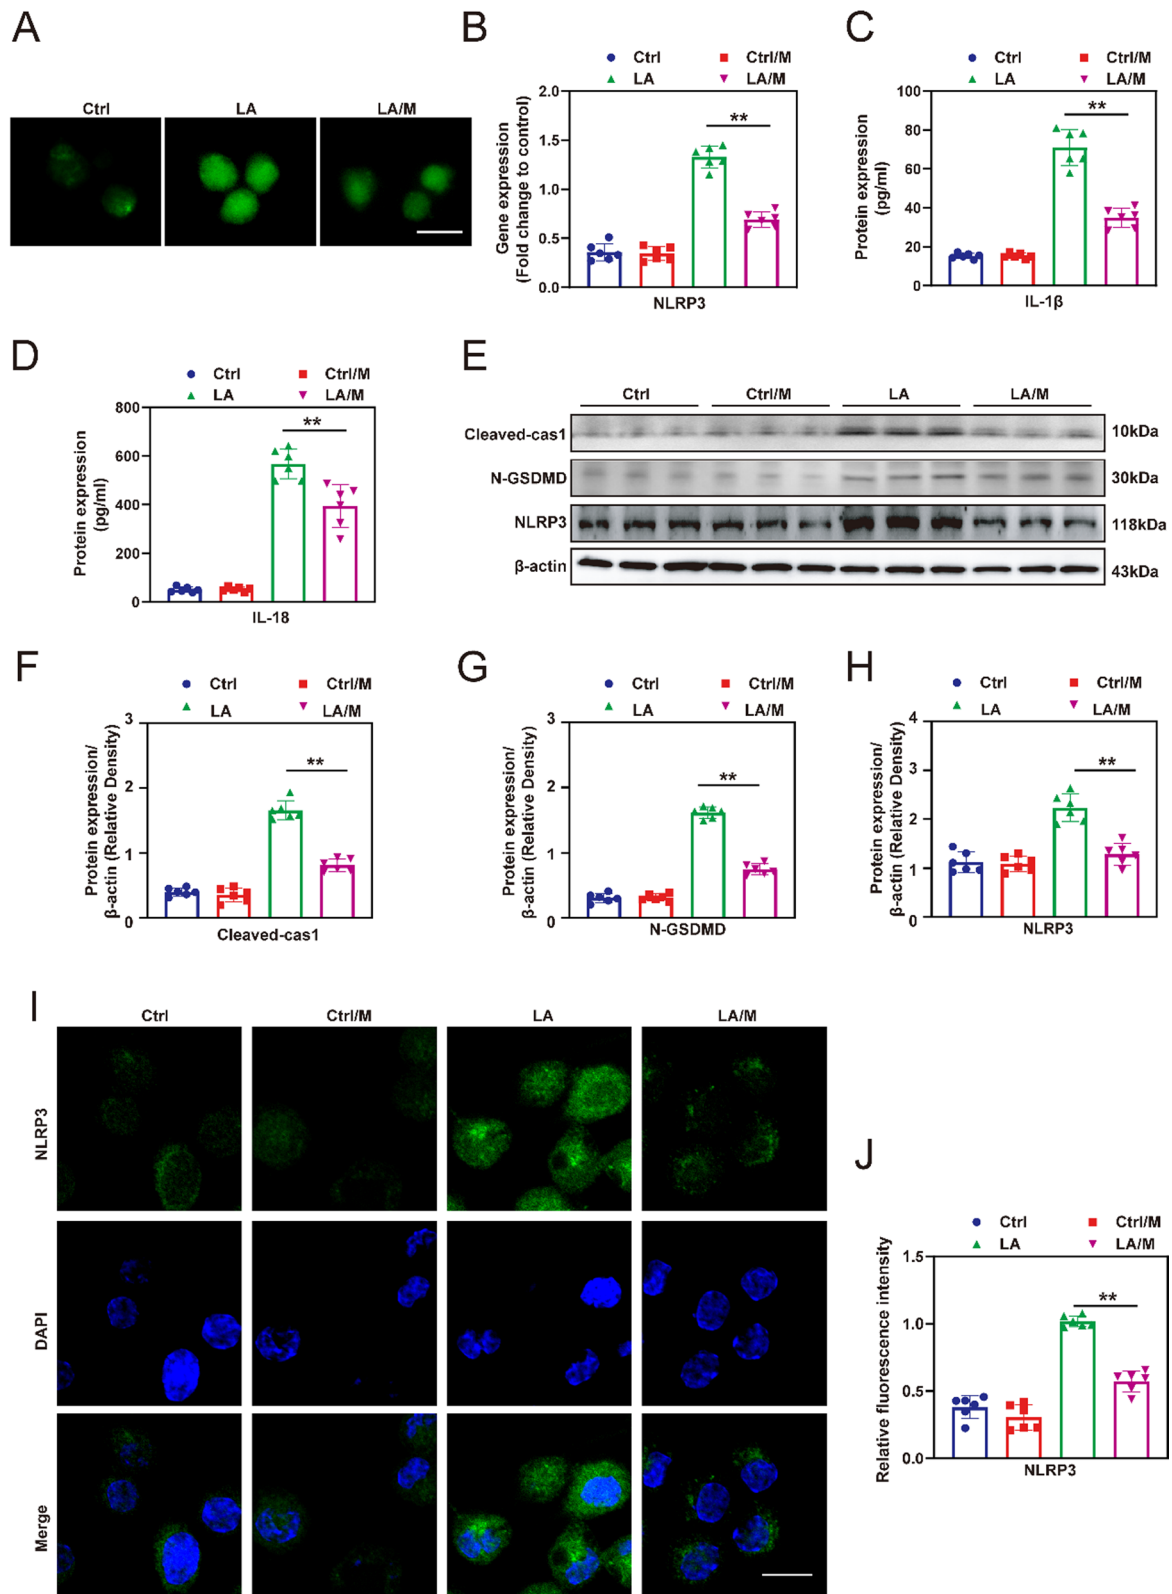 A
Ctrl
LA
LA/M
B
Ctrl
Ctrl/M
LA
LA/M
Gene expression
(Fold change to control)
2.0
1.5
1.0
0.5
0.0
**
NLRP3
C
Ctrl
Ctrl/M
LA
LA/M
Protein expression
(pg/ml)
100
80
60
40
20
0
**
IL-1β
D
Ctrl
Ctrl/M
LA
LA/M
Protein expression
(pg/ml)
800
600
400
200
0
**
IL-18
E
Ctrl
Ctrl/M
LA
LA/M
Cleaved-cas1
10kDa
N-GSDMD
30kDa
NLRP3
118kDa
β-actin
43kDa
F
Ctrl
Ctrl/M
LA
LA/M
Protein expression/
β-actin (Relative Density)
3
2
1
0
**
Cleaved-cas1
G
Ctrl
Ctrl/M
LA
LA/M
Protein expression/
β-actin (Relative Density)
3
2
1
0
**
N-GSDMD
H
Ctrl
Ctrl/M
LA
LA/M
Protein expression/
β-actin (Relative Density)
4
3
2
1
0
**
NLRP3
I
Ctrl
Ctrl/M
LA
LA/M
NLRP3
DAPI
Merge
J
Ctrl
Ctrl/M
LA
LA/M
Relative fluorescence intensity
1.5
1.0
0.5
0.0
**
NLRP3